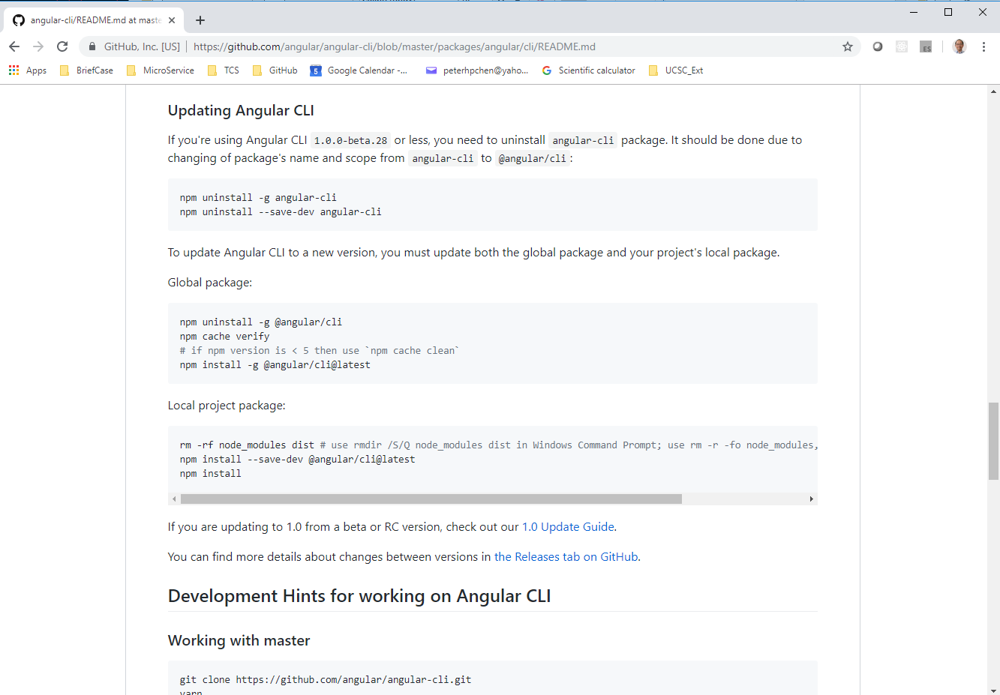 angular-cli/README.md at maste
GitHub, Inc. [US] https://github.com/angular/angular-cli/blob/master/packages/angular/cli/README.md
Apps BriefCase MicroService TCS GitHub 5 Google Calendar -... peterhpchen@yaho... G Scientific calculator UCSC_Ext
ES
Updating Angular CLI
If you're using Angular CLI 1.0.0-beta.28 or less, you need to uninstall angular-cli package. It should be done due to
changing of package's name and scope from angular-cli to @angular/cli:
npm uninstall -g angular-cli
npm uninstall --save-dev angular-cli
To update Angular CLI to a new version, you must update both the global package and your project's local package.
Global package:
npm uninstall -g @angular/cli
npm cache verify
# if npm version is < 5 then use `npm cache clean`
npm install -g @angular/cli@latest
Local project package:
rm -rf node_modules dist # use rmdir /S/Q node_modules dist in Windows Command Prompt; use rm -r -fo node_modules,
npm install --save-dev @angular/cli@latest
npm install
If you are updating to 1.0 from a beta or RC version, check out our 1.0 Update Guide.
You can find more details about changes between versions in the Releases tab on GitHub.
Development Hints for working on Angular CLI
Working with master
git clone https://github.com/angular/angular-cli.git
yarn